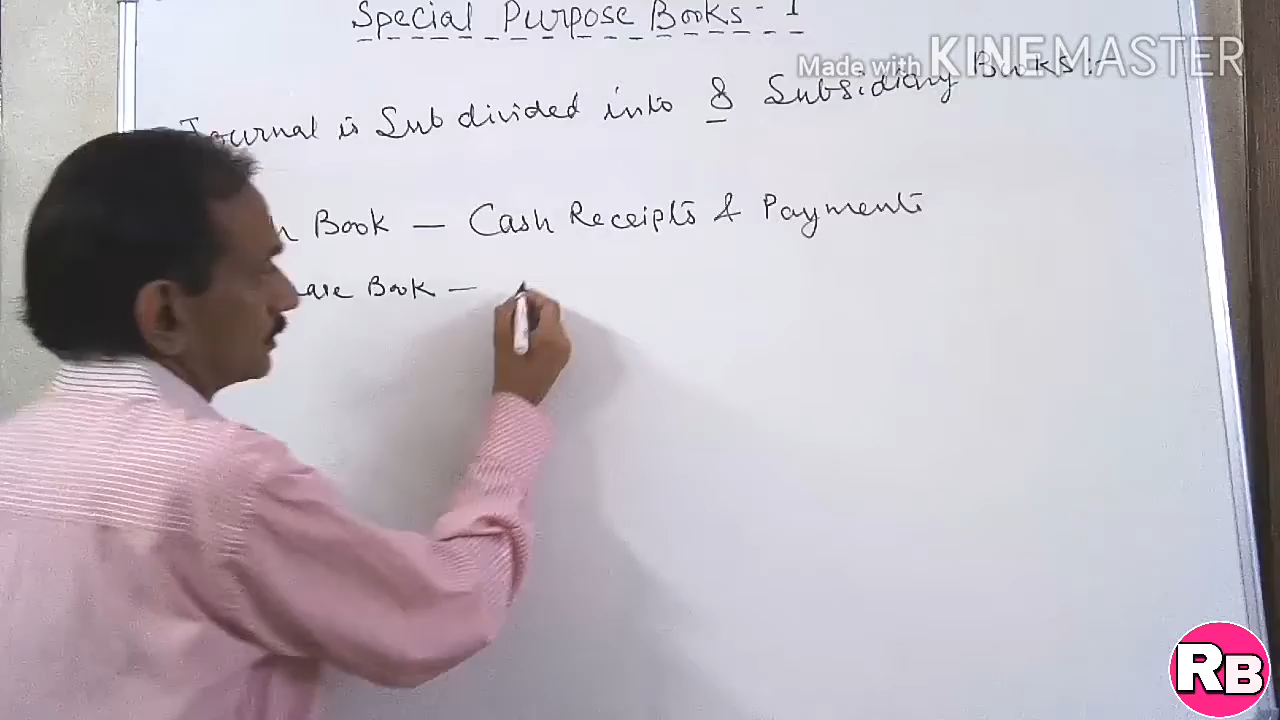 Special Purpose Books - I
Made with KINEMASTER
Journal is Sub divided into 8 Subsidiary Books :-
Book — Cash Receipts & Payments
Book —
RB